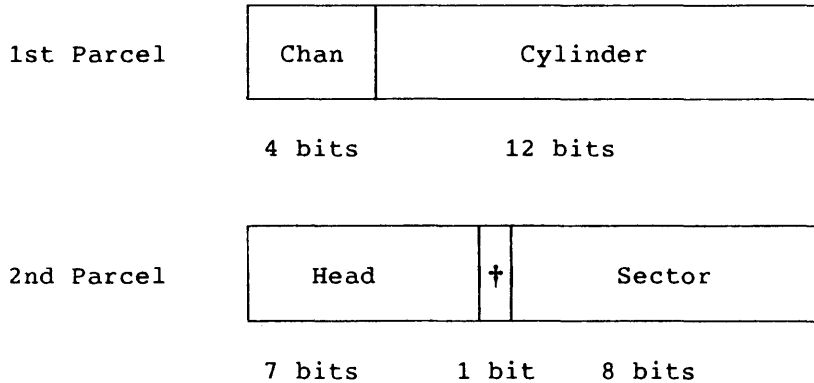 1st Parcel Chan Cylinder
4 bits 12 bits
2nd Parcel Head † Sector
7 bits 1 bit 8 bits